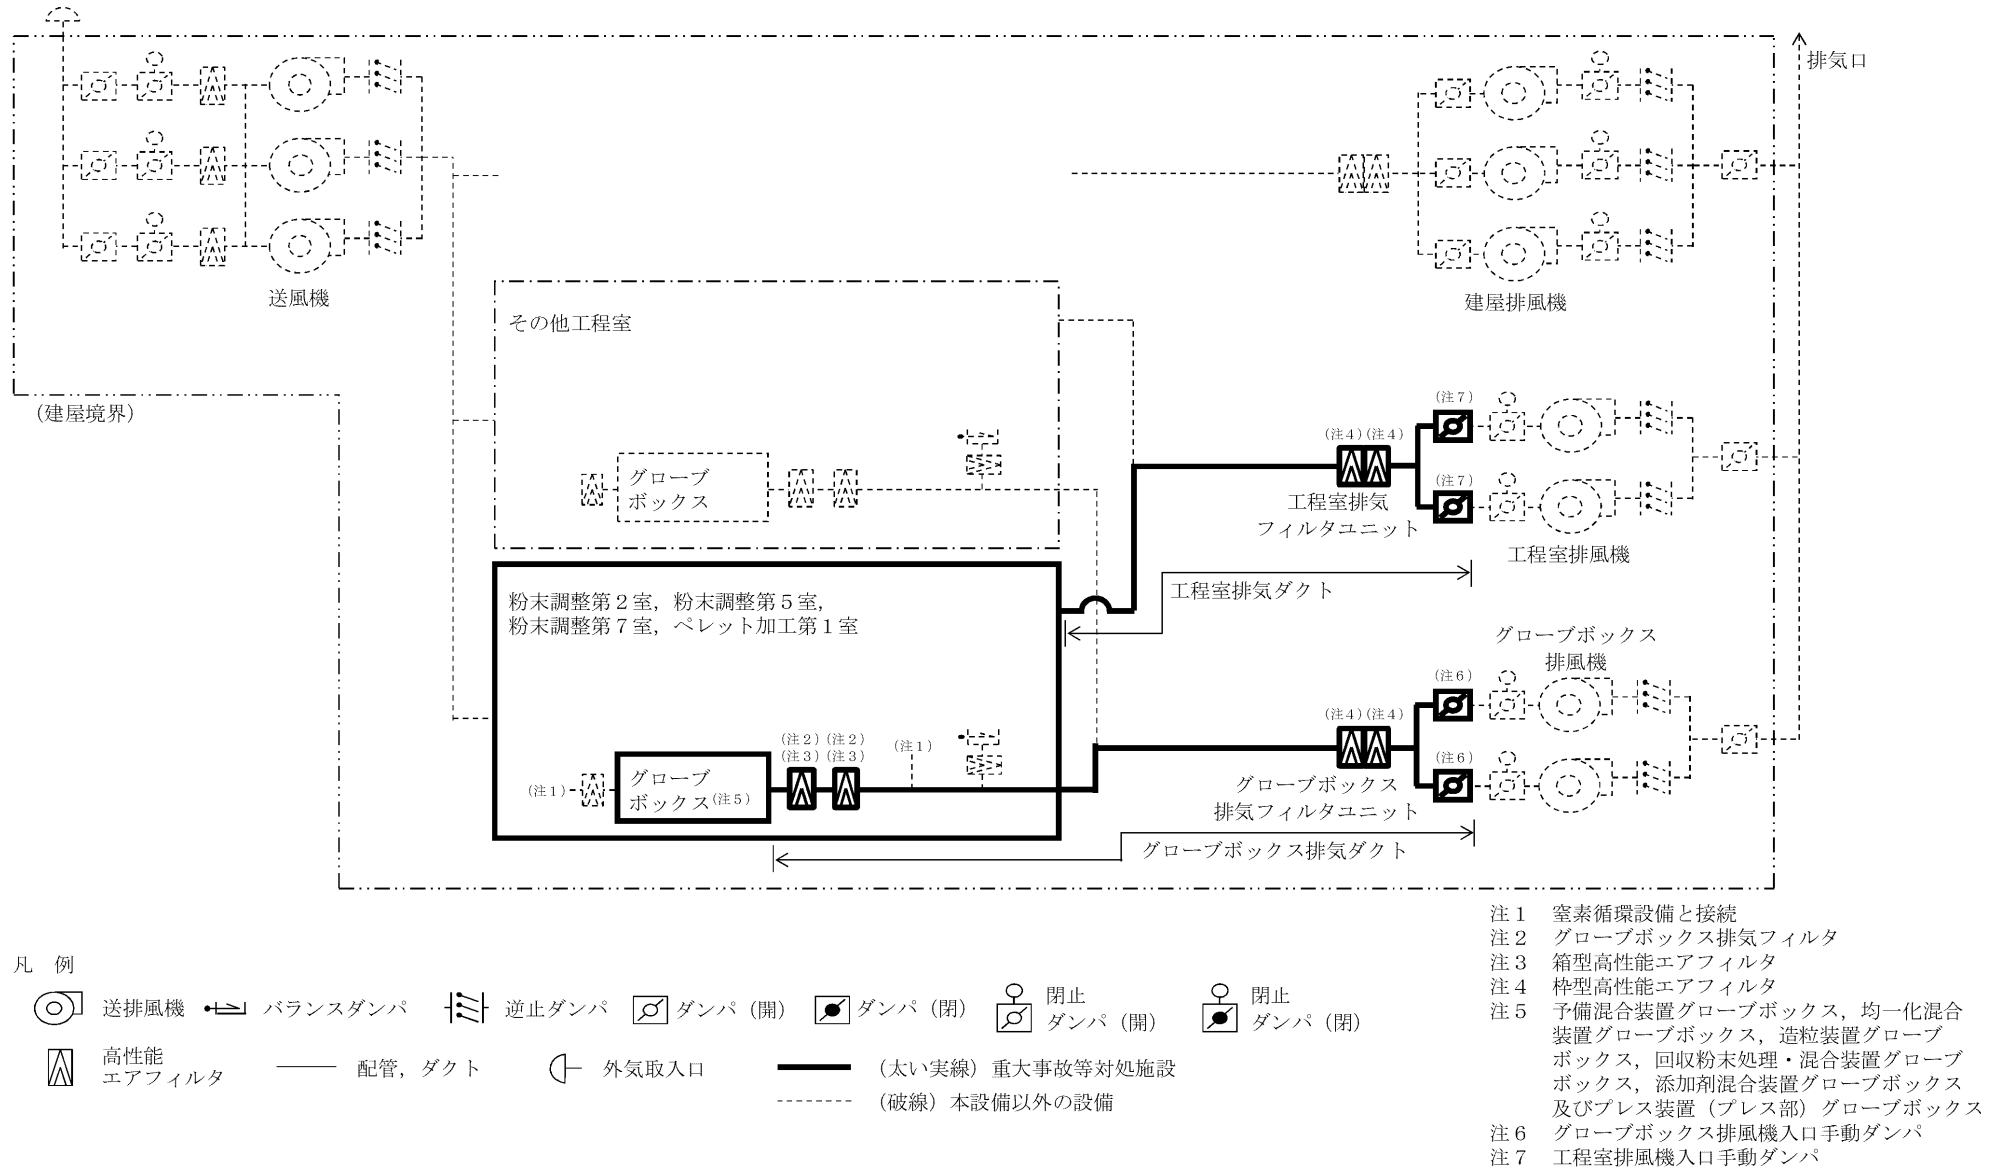 排気口
送風機
建屋排風機
その他工程室
（建屋境界）
グローブ
ボックス
（注７）
（注４）（注４）
（注７）
工程室排気
フィルタユニット
工程室排風機
工程室排気ダクト
粉末調整第２室，粉末調整第５室，
粉末調整第７室，ペレット加工第１室
グローブボックス
排風機
（注６）
（注４）（注４）
（注６）
（注２）（注２）
（注３）（注３）
（注１）
（注１）
グローブ
ボックス（注５）
グローブボックス
排気フィルタユニット
グローブボックス排気ダクト
凡　例
送排風機
バランスダンパ
逆止ダンパ
ダンパ（開）
ダンパ（閉）
閉止
ダンパ（開）
閉止
ダンパ（閉）
高性能
エアフィルタ
配管，ダクト
外気取入口
（太い実線）重大事故等対処施設
（破線）本設備以外の設備
注１　窒素循環設備と接続
注２　グローブボックス排気フィルタ
注３　箱型高性能エアフィルタ
注４　枠型高性能エアフィルタ
注５　予備混合装置グローブボックス，均一化混合
装置グローブボックス，造粒装置グローブ
ボックス，回収粉末処理・混合装置グローブ
ボックス，添加剤混合装置グローブボックス
及びプレス装置（プレス部）グローブボックス
注６　グローブボックス排風機入口手動ダンパ
注７　工程室排風機入口手動ダンパ